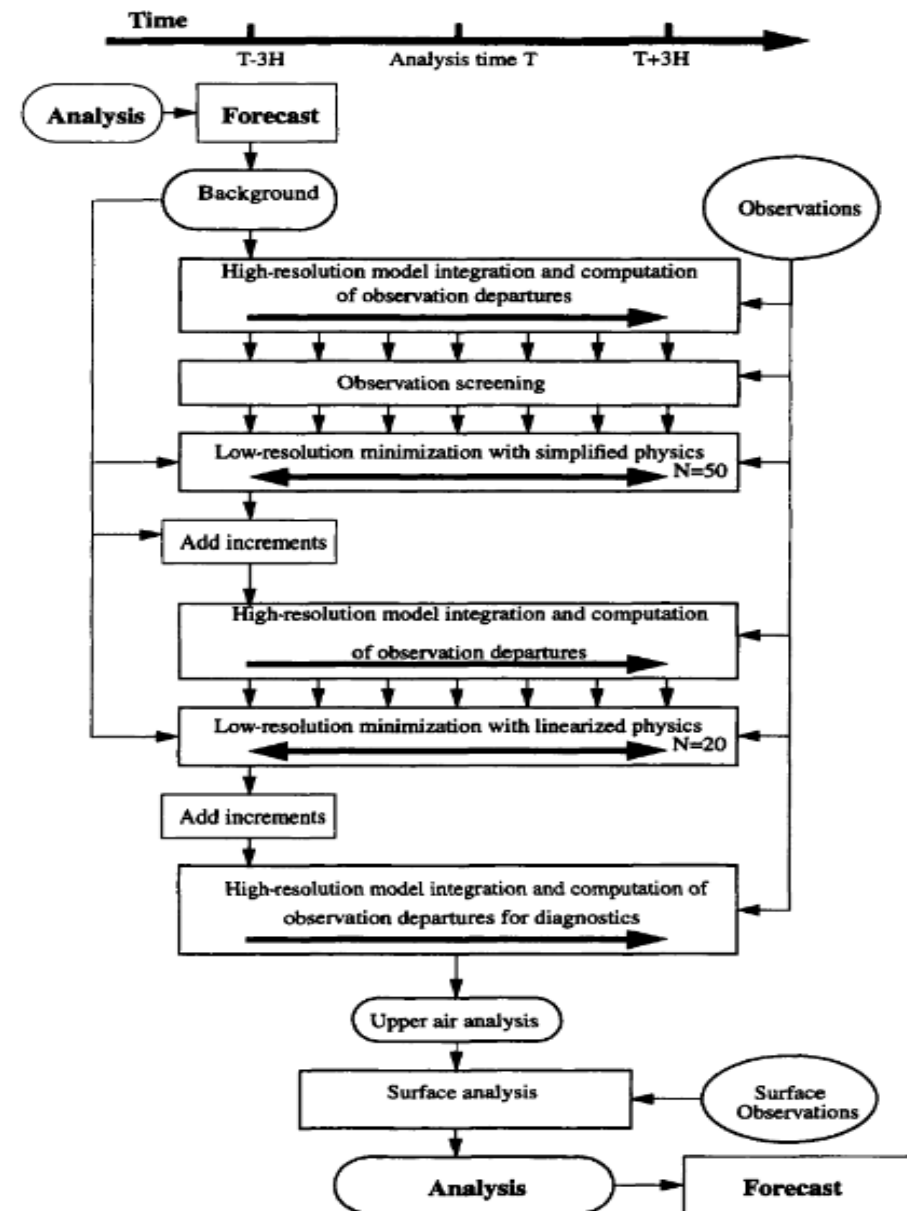 Time
T-3H
Analysis time T
T+3H
Analysis
Forecast
Background
Observations
High-resolution model integration and computation
of observation departures
Observation screening
Low-resolution minimization with simplified physics
N=50
Add increments
High-resolution model integration and computation
of observation departures
Low-resolution minimization with linearized physics
N=20
Add increments
High-resolution model integration and computation of
observation departures for diagnostics
Upper air analysis
Surface analysis
Surface
Observations
Analysis
Forecast